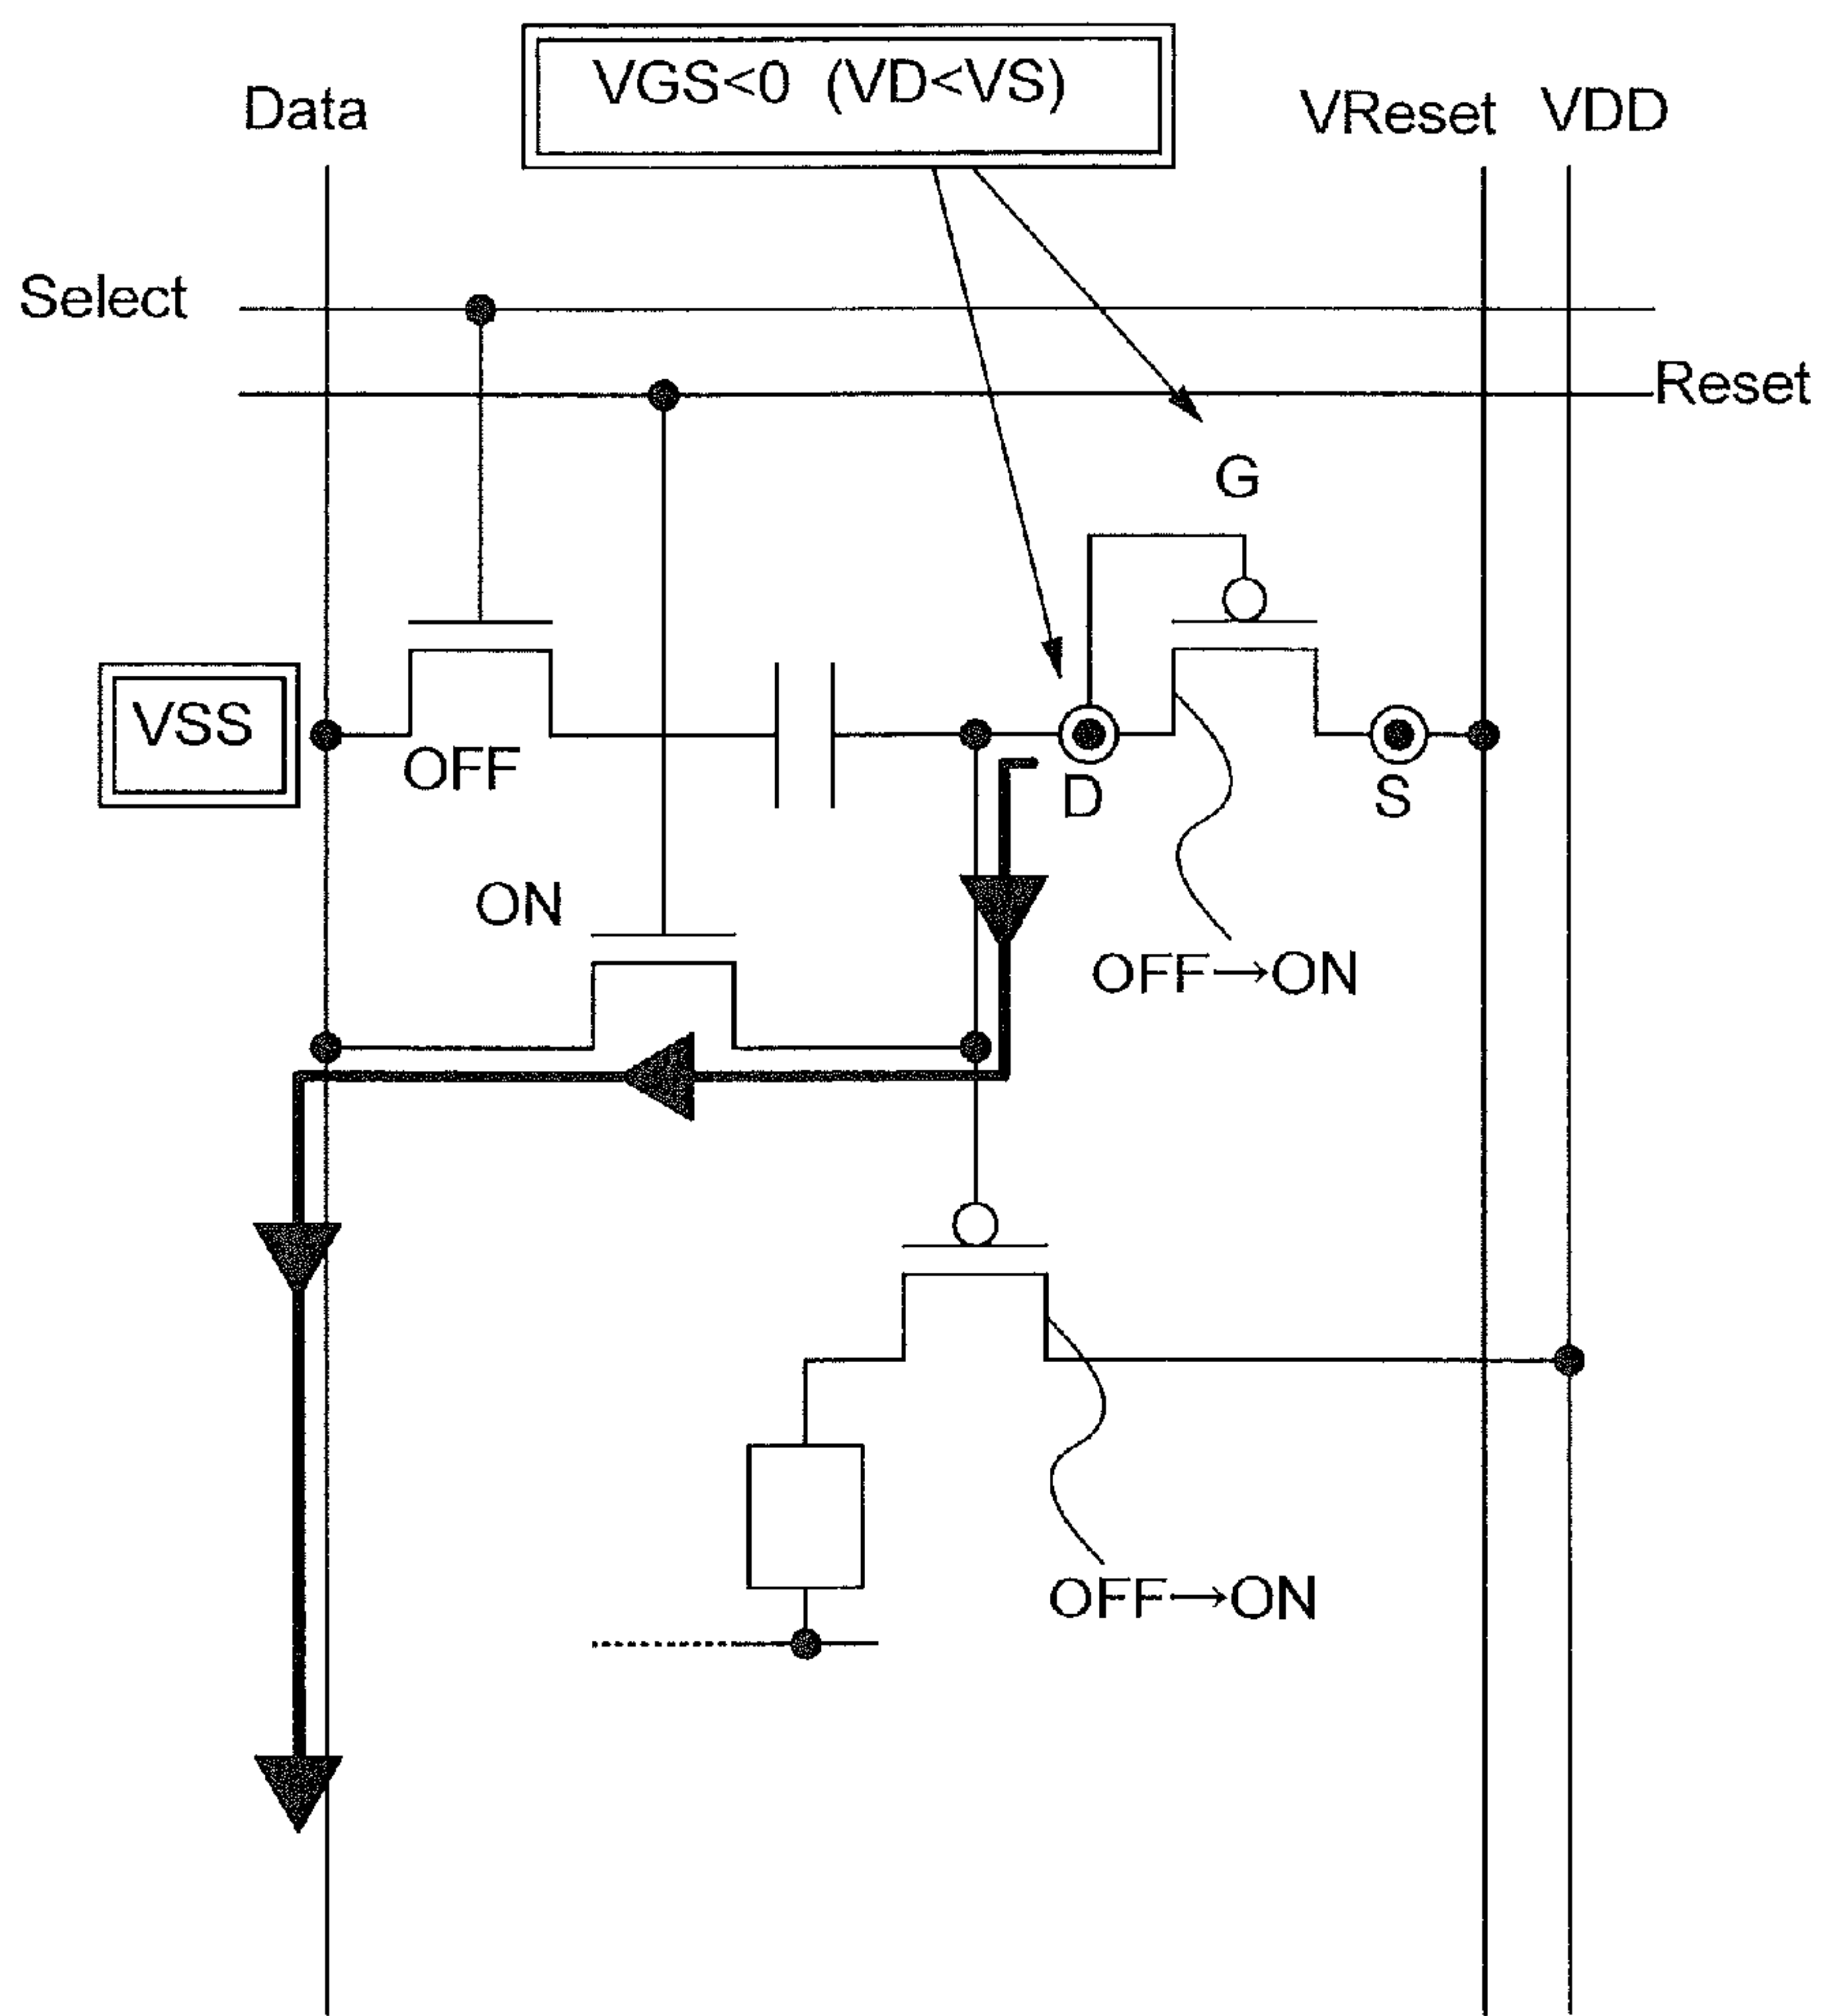 VGS<0 (VD<VS)
Data
VReset
VDD
Select
Reset
G
VSS
OFF
D
S
ON
OFF→ON
OFF→ON